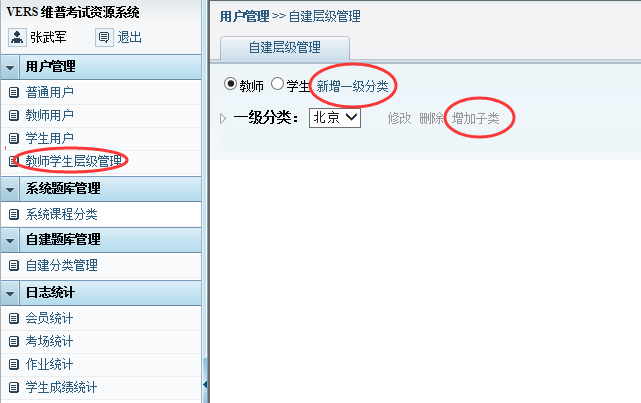 VERS 维普考试资源系统
张武军 退出
用户管理
普通用户
教师用户
学生用户
教师学生层级管理
系统题库管理
系统课程分类
自建题库管理
自建分类管理
日志统计
会员统计
考场统计
作业统计
学生成绩统计
用户管理 >> 自建层级管理
自建层级管理
教师 学生 新增一级分类
一级分类： 北京 修改 删除 增加子类